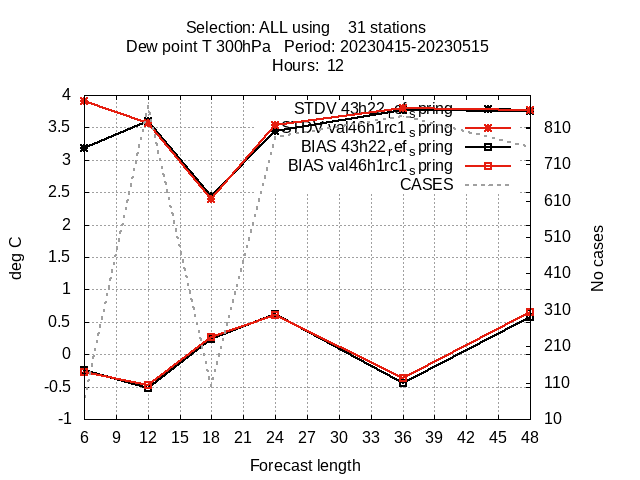 Selection: ALL using 31 stations
Dew point T 300hPa Period: 20230415-20230515
Hours: 12
4
3.5
3
2.5
2
1.5
1
0.5
0
-0.5
-1
deg C
STDV 43h22_ref_spring
STDV val46h1rc1_spring
BIAS 43h22_ref_spring
BIAS val46h1rc1_spring
CASES
810
710
610
510
410
310
210
110
10
No cases
6 9 12 15 18 21 24 27 30 33 36 39 42 45 48
Forecast length